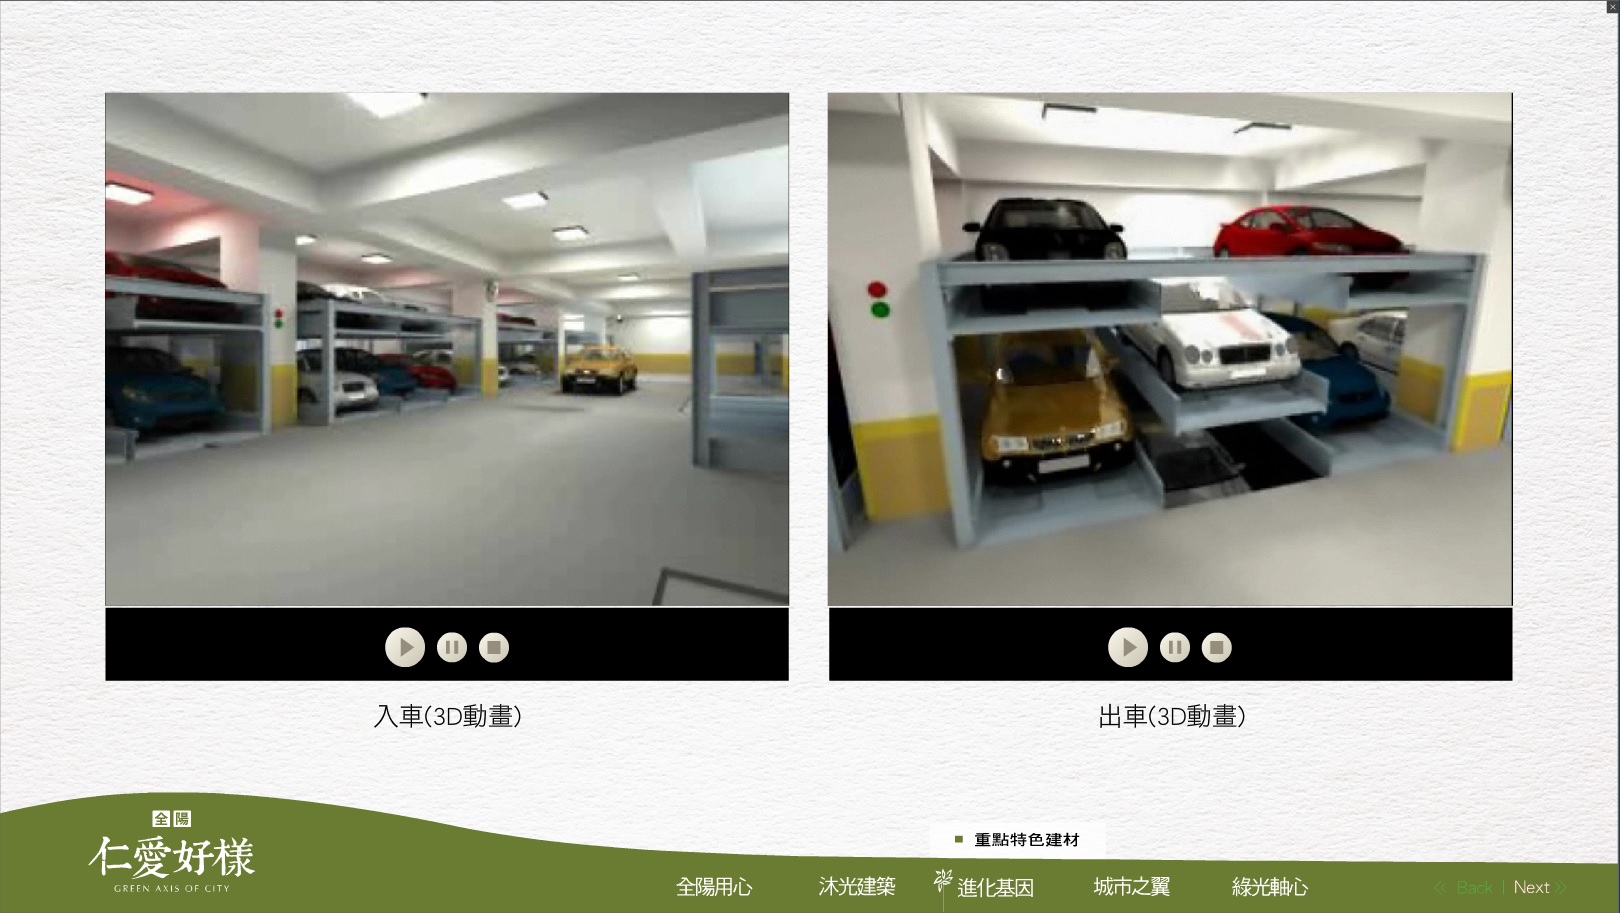 入車(3D動畫)
出車(3D動畫)
全陽
仁愛好樣
GREEN AXIS OF CITY
重點特色建材
全陽用心
沐光建築
進化基因
城市之翼
綠光軸心
Back | Next